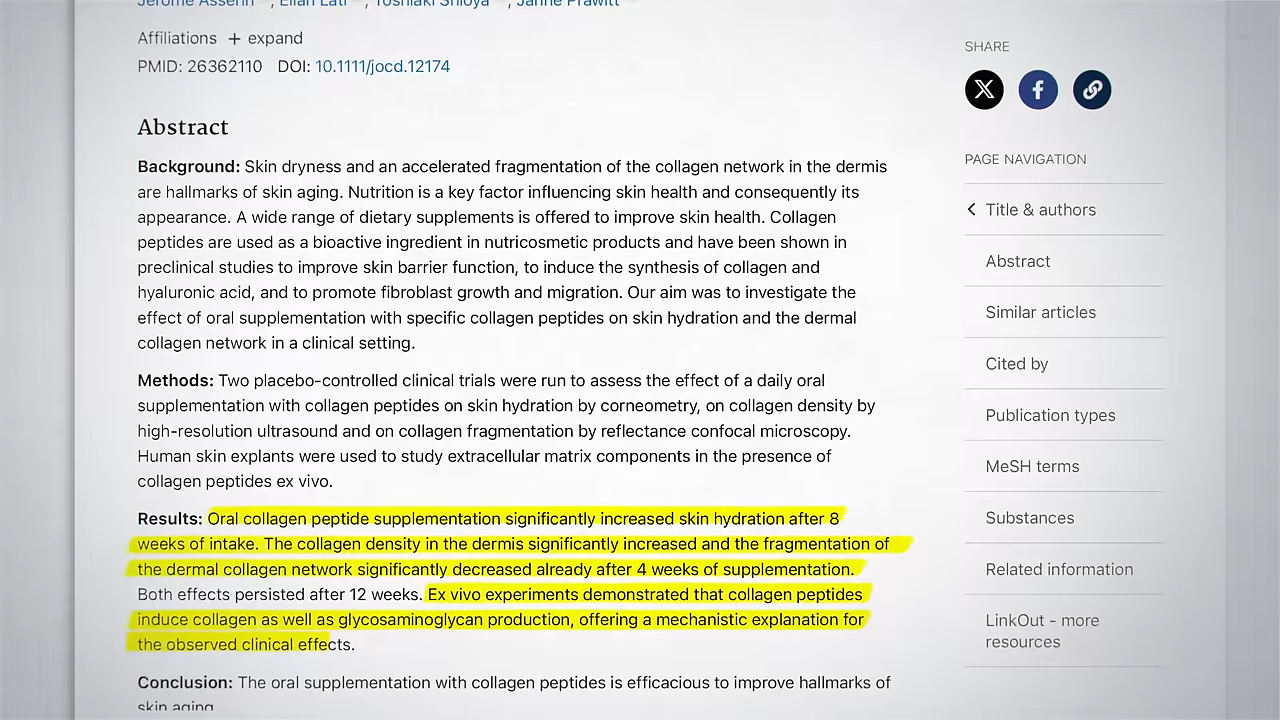 Jérôme Asserin, Elian Lati, Toshiaki Shioya, Janne Prawitt
Affiliations + expand
PMID: 26362110 DOI: 10.1111/jocd.12174
Abstract
Background: Skin dryness and an accelerated fragmentation of the collagen network in the dermis
are hallmarks of skin aging. Nutrition is a key factor influencing skin health and consequently its
appearance. A wide range of dietary supplements is offered to improve skin health. Collagen
peptides are used as a bioactive ingredient in nutricosmetic products and have been shown in
preclinical studies to improve skin barrier function, to induce the synthesis of collagen and
hyaluronic acid, and to promote fibroblast growth and migration. Our aim was to investigate the
effect of oral supplementation with specific collagen peptides on skin hydration and the dermal
collagen network in a clinical setting.
Methods: Two placebo-controlled clinical trials were run to assess the effect of a daily oral
supplementation with collagen peptides on skin hydration by corneometry, on collagen density by
high-resolution ultrasound and on collagen fragmentation by reflectance confocal microscopy.
Human skin explants were used to study extracellular matrix components in the presence of
collagen peptides ex vivo.
Results: Oral collagen peptide supplementation significantly increased skin hydration after 8
weeks of intake. The collagen density in the dermis significantly increased and the fragmentation of
the dermal collagen network significantly decreased already after 4 weeks of supplementation.
Both effects persisted after 12 weeks. Ex vivo experiments demonstrated that collagen peptides
induce collagen as well as glycosaminoglycan production, offering a mechanistic explanation for
the observed clinical effects.
Conclusion: The oral supplementation with collagen peptides is efficacious to improve hallmarks of
skin aging
SHARE
PAGE NAVIGATION
Title & authors
Abstract
Similar articles
Cited by
Publication types
MeSH terms
Substances
Related information
LinkOut - more
resources